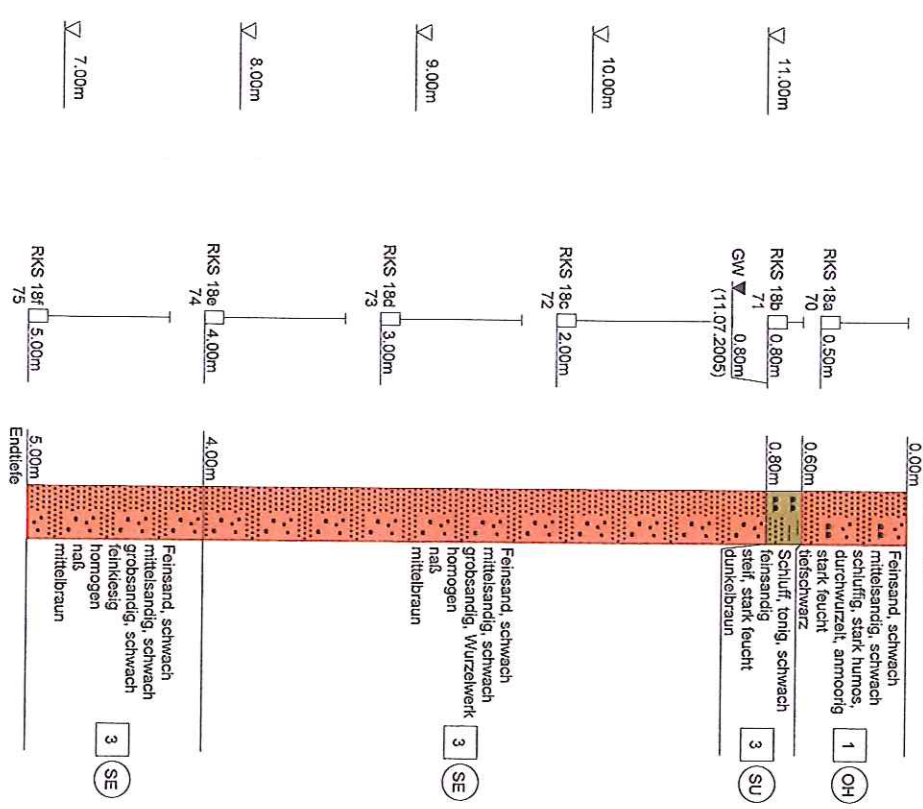 11.00m
10.00m
9.00m
8.00m
7.00m
RKS 18a
70
0.50m
RKS 18b
71
0.80m
GW
0.80m
(11.07.2005)
RKS 18c
72
2.00m
RKS 18d
73
3.00m
RKS 18e
74
4.00m
RKS 18f
75
5.00m
0.00m
0.60m
0.80m
4.00m
5.00m
Endtiefe
Feinsand, schwach
mittelsandig, schwach
schluffig, stark humos,
durchwurzelt, anmoorig
stark feucht
tiefschwarz
1
OH
Schluff, tonig, schwach
feinsandig
steif, stark feucht
dunkelbraun
3
SU
Feinsand, schwach
mittelsandig, schwach
grobsandig, Wurzelwerk
homogen
naß
mittelbraun
3
SE
Feinsand, schwach
mittelsandig, schwach
grobsandig, schwach
feinkiesig
homogen
naß
mittelbraun
3
SE